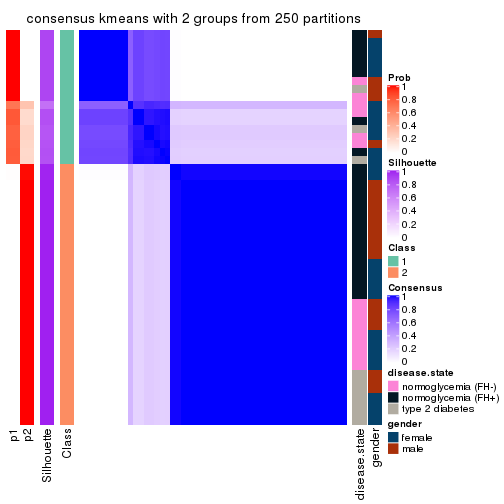 consensus kmeans with 2 groups from 250 partitions
Prob
1
0.8
0.6
0.4
0.2
0
Silhouette
1
0.8
0.6
0.4
0.2
0
Class
1
2
Consensus
1
0.8
0.6
0.4
0.2
0
disease.state
normoglycemia (FH-)
normoglycemia (FH+)
type 2 diabetes
gender
female
male
p1
p2
Silhouette
Class
disease.state
gender